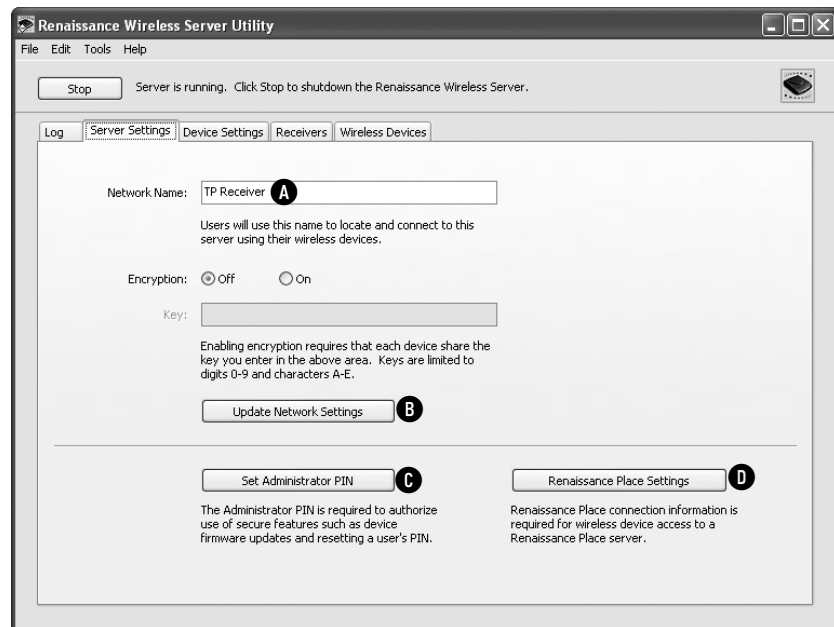 Renaissance Wireless Server Utility
File Edit Tools Help
Stop Server is running. Click Stop to shutdown the Renaissance Wireless Server.
Log Server Settings Device Settings Receivers Wireless Devices
Network Name: TP Receiver A
Users will use this name to locate and connect to this
server using their wireless devices.
Encryption: Off On
Key:
Enabling encryption requires that each device share the
key you enter in the above area. Keys are limited to
digits 0-9 and characters A-E.
Update Network Settings B
Set Administrator PIN C
The Administrator PIN is required to authorize
use of secure features such as device
firmware updates and resetting a user's PIN.
Renaissance Place Settings D
Renaissance Place connection information is
required for wireless device access to a
Renaissance Place server.